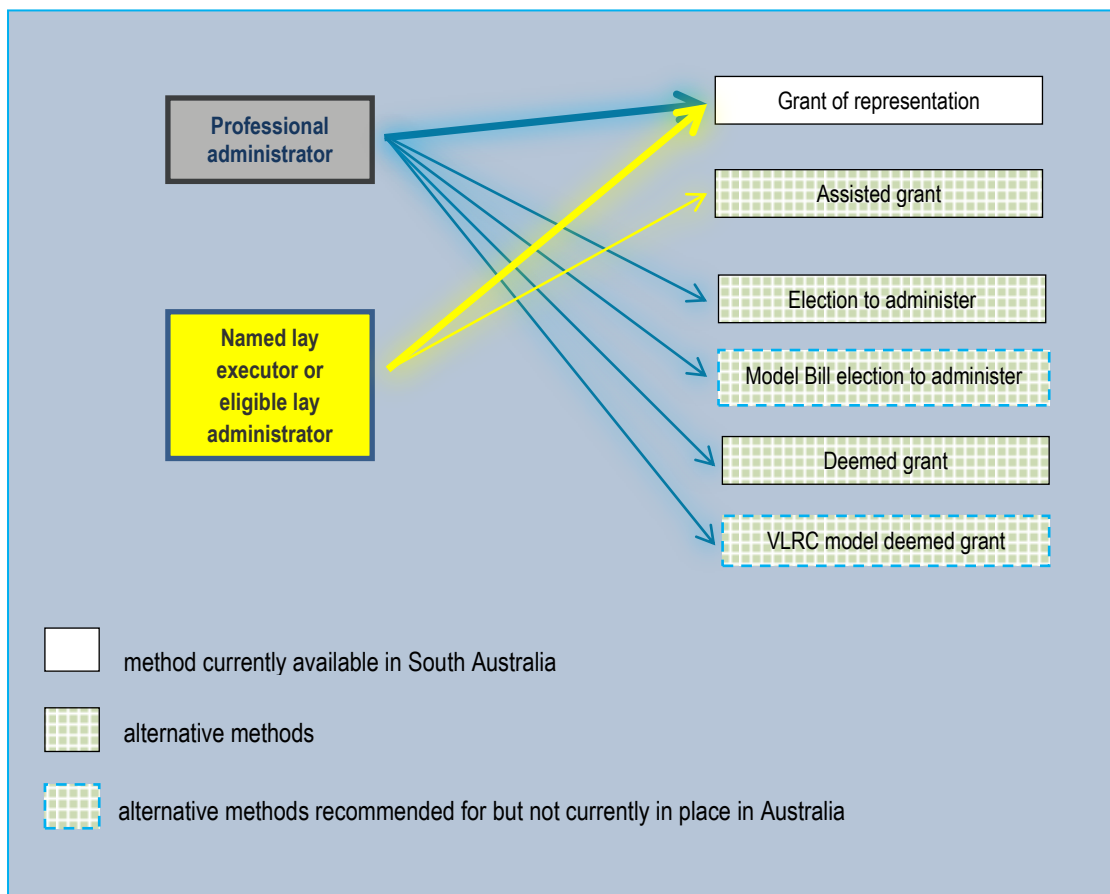 Professional
administrator
Named lay
executor or
eligible lay
administrator
Grant of representation
Assisted grant
Election to administer
Model Bill election to administer
Deemed grant
VLRC model deemed grant
method currently available in South Australia
alternative methods
alternative methods recommended for but not currently in place in Australia